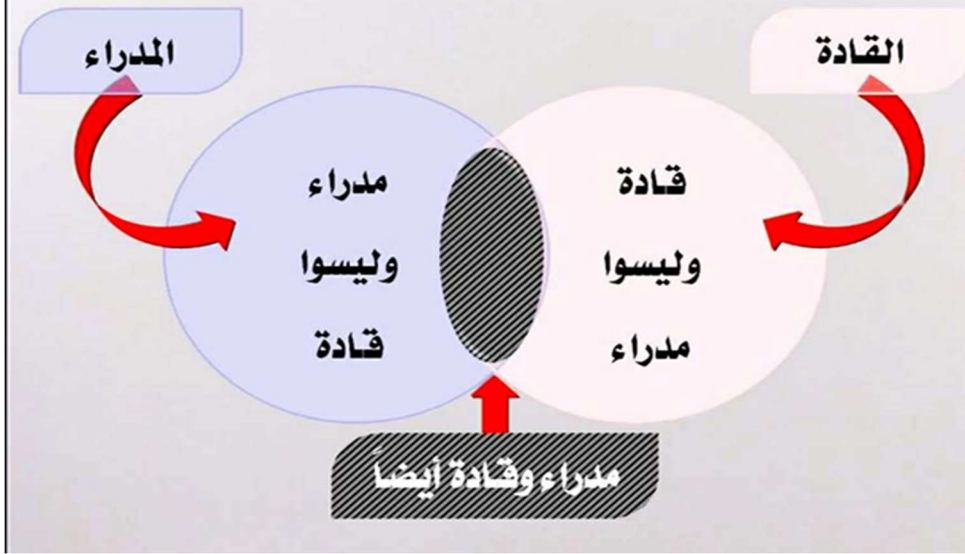 القادة
المدراء
قادة
وليسوا
مدراء
مدراء
وليسوا
قادة
مدراء وقادة أيضاً